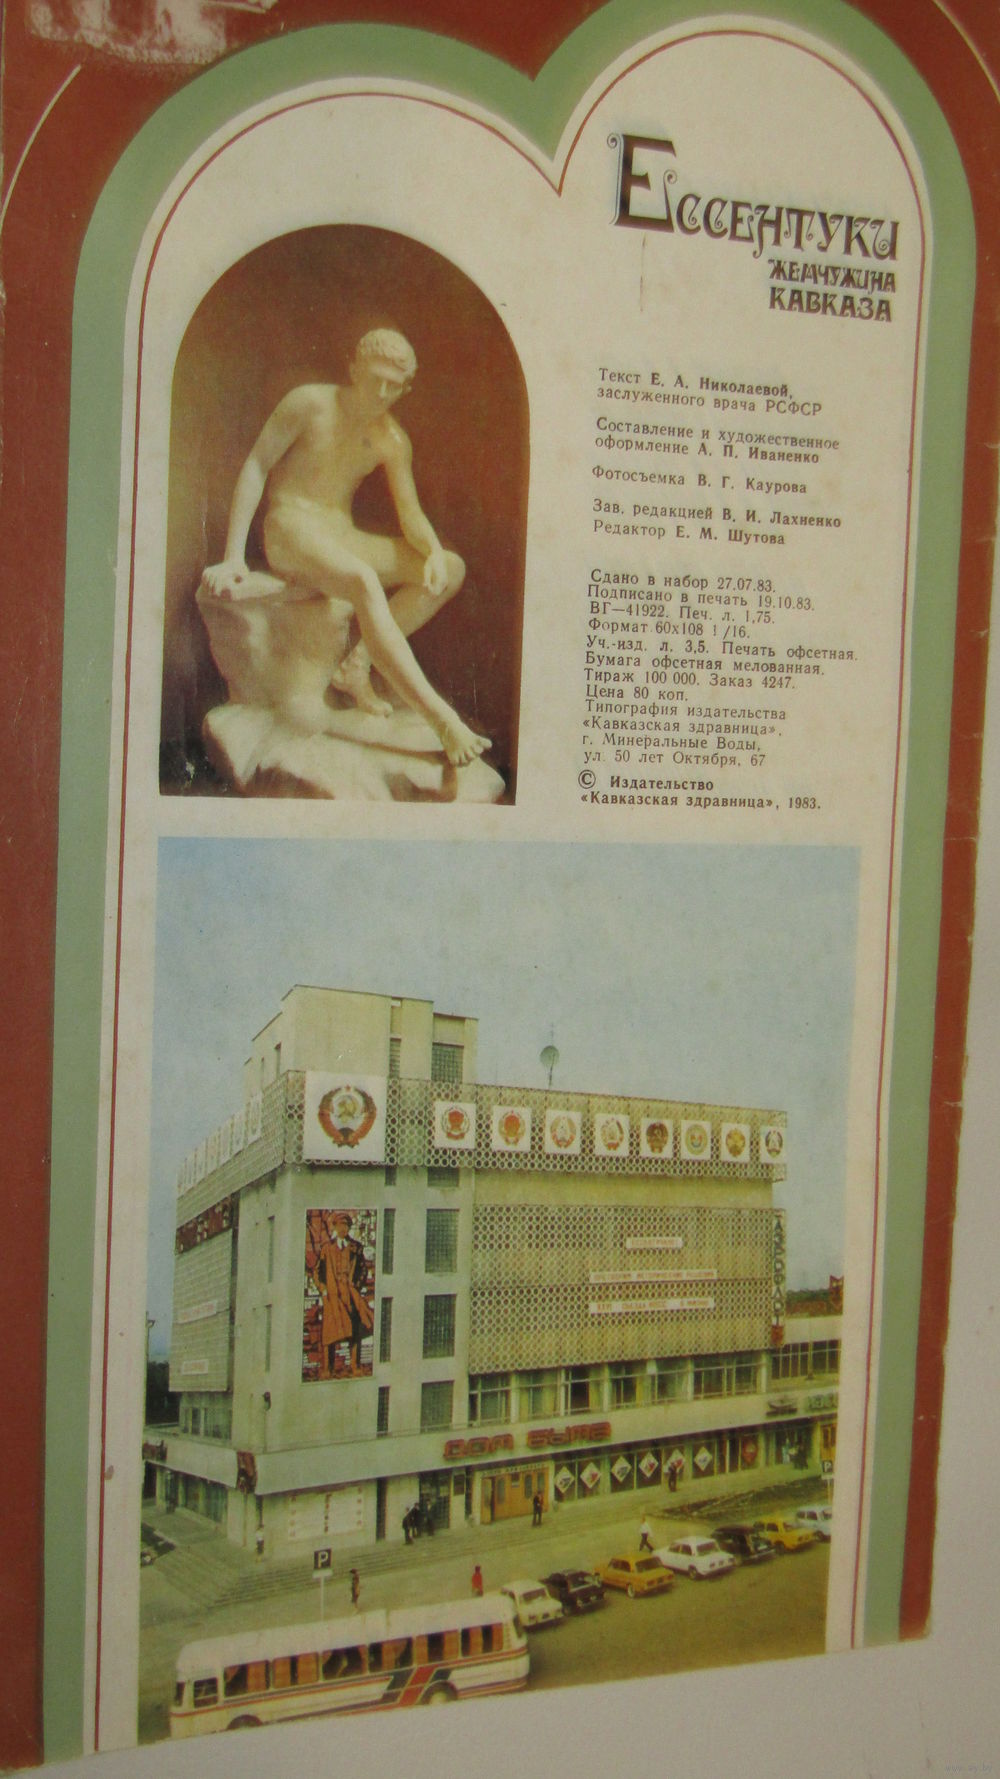 Ессентуки
жемчужина
Кавказа
Текст Е. А. Николаевой,
заслуженного врача РСФСР
Составление и художественное
оформление А. П. Иваненко
Фотосъемка В. Г. Каурова
Зав. редакцией В. И. Лахненко
Редактор Е. М. Шутова
Сдано в набор 27.07.83.
Подписано в печать 19.10.83.
ВГ—41922. Печ. л. 1,75.
Формат 60х108 1/16.
Уч.-изд. л. 3,5. Печать офсетная.
Бумага офсетная мелованная.
Тираж 100 000. Заказ 4247.
Цена 80 коп.
Типография издательства
«Кавказская здравница»,
г. Минеральные Воды,
ул. 50 лет Октября, 67
© Издательство
«Кавказская здравница», 1983.
АЭРОФЛОТ
Дом быта
P
P